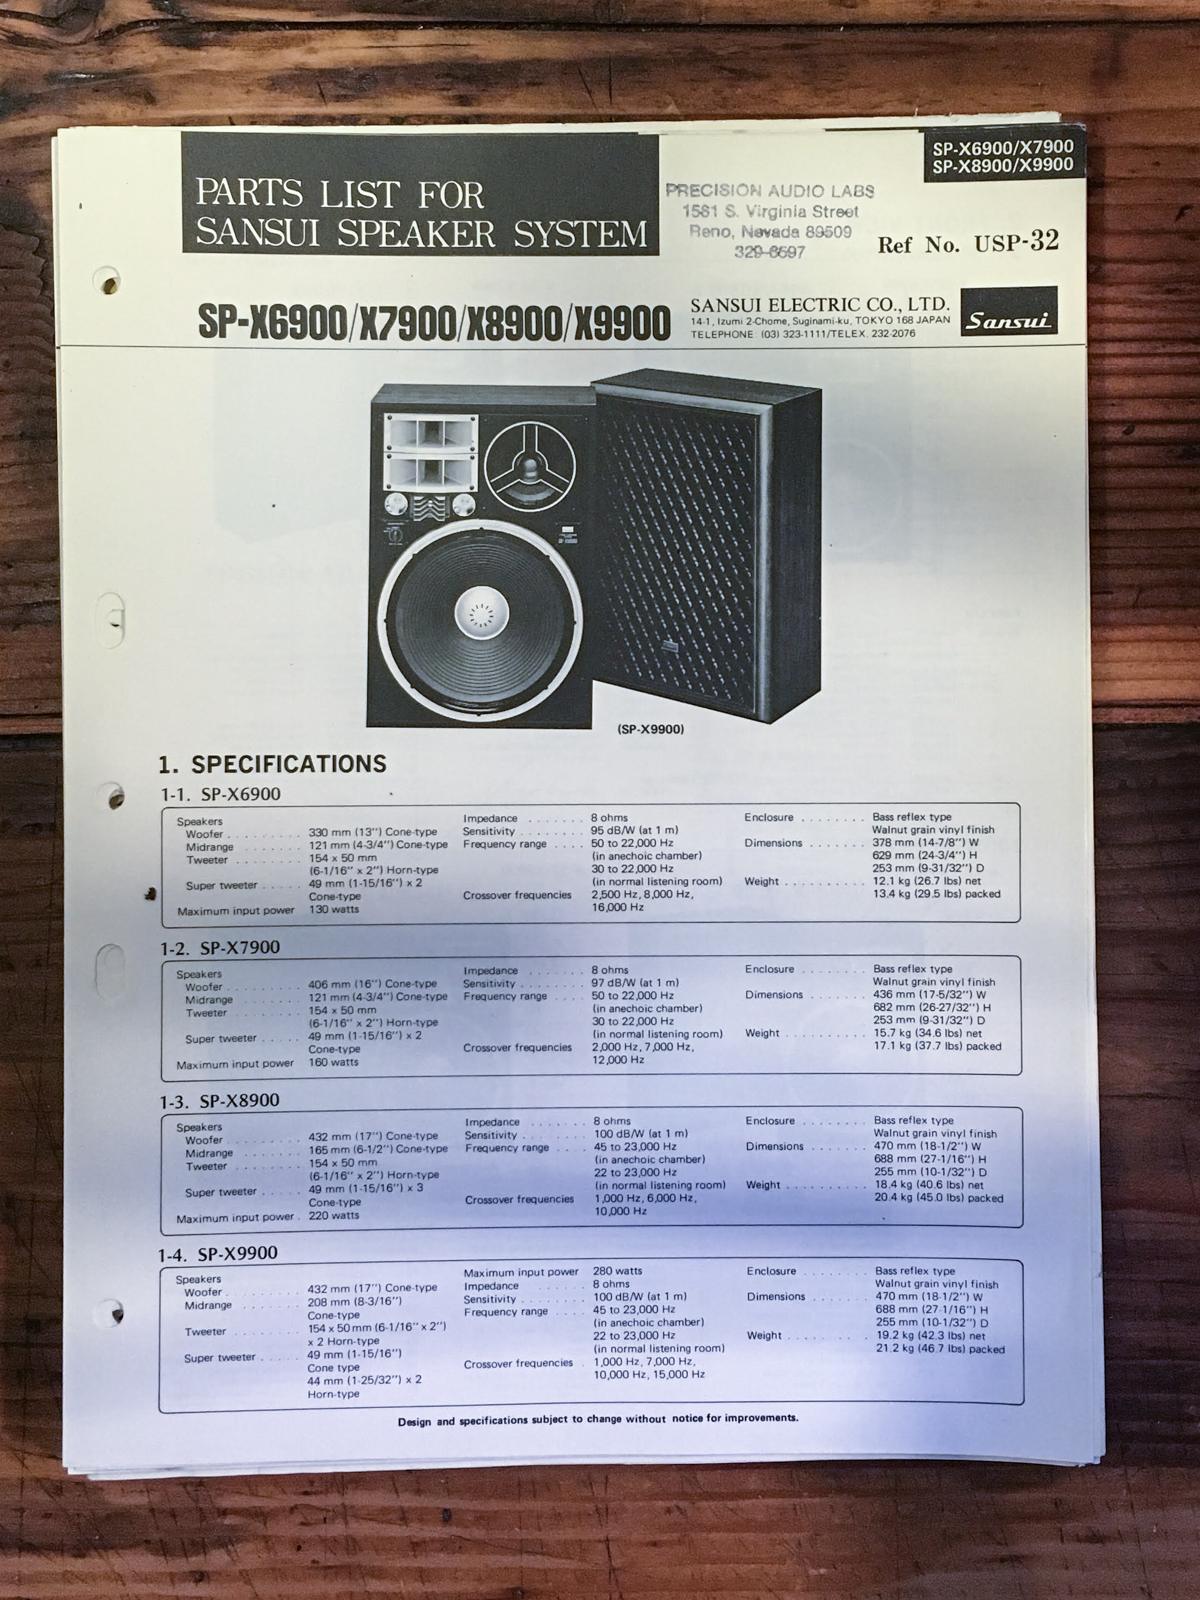 SP-X6900/X7900
SP-X8900/X9900
PARTS LIST FOR
SANSUI SPEAKER SYSTEM
PRECISION AUDIO LABS
1581 S. Virginia Street
Reno, Nevada 89509
329-6697
Ref No. USP-32
SP-X6900/X7900/X8900/X9900
SANSUI ELECTRIC CO., LTD.
14-1, Izumi 2-Chome, Suginami-ku, TOKYO 168 JAPAN
TELEPHONE: (03) 323-1111/TELEX. 232-2076
Sansui
(SP-X9900)
1. SPECIFICATIONS
1-1. SP-X6900
Speakers
Woofer . . . . . . . . . 330 mm (13'') Cone-type
Midrange . . . . . . . . 121 mm (4-3/4'') Cone-type
Tweeter . . . . . . . . 154 x 50 mm
(6-1/16'' x 2'') Horn-type
Super tweeter . . . . . 49 mm (1-15/16'') x 2
Cone-type
Maximum input power 130 watts
Impedance . . . . . . . 8 ohms
Sensitivity . . . . . . . . 95 dB/W (at 1 m)
Frequency range . . . . 50 to 22,000 Hz
(in anechoic chamber)
30 to 22,000 Hz
(in normal listening room)
Crossover frequencies 2,500 Hz, 8,000 Hz,
16,000 Hz
Enclosure . . . . . . . . Bass reflex type
Walnut grain vinyl finish
Dimensions . . . . . . . 378 mm (14-7/8'') W
629 mm (24-3/4'') H
253 mm (9-31/32'') D
Weight . . . . . . . . . . 12.1 kg (26.7 lbs) net
13.4 kg (29.5 lbs) packed
1-2. SP-X7900
Speakers
Woofer . . . . . . . . . 406 mm (16'') Cone-type
Midrange . . . . . . . . 121 mm (4-3/4'') Cone-type
Tweeter . . . . . . . . 154 x 50 mm
(6-1/16'' x 2'') Horn-type
Super tweeter . . . . . 49 mm (1-15/16'') x 2
Cone-type
Maximum input power 160 watts
Impedance . . . . . . . 8 ohms
Sensitivity . . . . . . . . 97 dB/W (at 1 m)
Frequency range . . . . 50 to 22,000 Hz
(in anechoic chamber)
30 to 22,000 Hz
(in normal listening room)
Crossover frequencies 2,000 Hz, 7,000 Hz,
12,000 Hz
Enclosure . . . . . . . . Bass reflex type
Walnut grain vinyl finish
Dimensions . . . . . . . 436 mm (17-5/32'') W
682 mm (26-27/32'') H
253 mm (9-31/32'') D
Weight . . . . . . . . . . 15.7 kg (34.6 lbs) net
17.1 kg (37.7 lbs) packed
1-3. SP-X8900
Speakers
Woofer . . . . . . . . . 432 mm (17'') Cone-type
Midrange . . . . . . . . 165 mm (6-1/2'') Cone-type
Tweeter . . . . . . . . 154 x 50 mm
(6-1/16'' x 2'') Horn-type
Super tweeter . . . . . 49 mm (1-15/16'') x 3
Cone-type
Maximum input power . 220 watts
Impedance . . . . . . . 8 ohms
Sensitivity . . . . . . . . 100 dB/W (at 1 m)
Frequency range . . . . 45 to 23,000 Hz
(in anechoic chamber)
22 to 23,000 Hz
(in normal listening room)
Crossover frequencies 1,000 Hz, 6,000 Hz,
10,000 Hz
Enclosure . . . . . . . . Bass reflex type
Walnut grain vinyl finish
Dimensions . . . . . . . 470 mm (18-1/2'') W
688 mm (27-1/16'') H
255 mm (10-1/32'') D
Weight . . . . . . . . . . 18.4 kg (40.6 lbs) net
20.4 kg (45.0 lbs) packed
1-4. SP-X9900
Speakers
Woofer . . . . . . . . . 432 mm (17'') Cone-type
Midrange . . . . . . . . 208 mm (8-3/16'')
Cone-type
Tweeter . . . . . . . . 154 x 50 mm (6-1/16'' x 2'')
x 2 Horn-type
Super tweeter . . . . . 49 mm (1-15/16'')
Cone type
44 mm (1-25/32'') x 2
Horn-type
Maximum input power 280 watts
Impedance . . . . . . . 8 ohms
Sensitivity . . . . . . . . 100 dB/W (at 1 m)
Frequency range . . . . 45 to 23,000 Hz
(in anechoic chamber)
22 to 23,000 Hz
(in normal listening room)
Crossover frequencies . 1,000 Hz, 7,000 Hz,
10,000 Hz, 15,000 Hz
Enclosure . . . . . . . . Bass reflex type
Walnut grain vinyl finish
Dimensions . . . . . . . 470 mm (18-1/2'') W
688 mm (27-1/16'') H
255 mm (10-1/32'') D
Weight . . . . . . . . . . 19.2 kg (42.3 lbs) net
21.2 kg (46.7 lbs) packed
Design and specifications subject to change without notice for improvements.